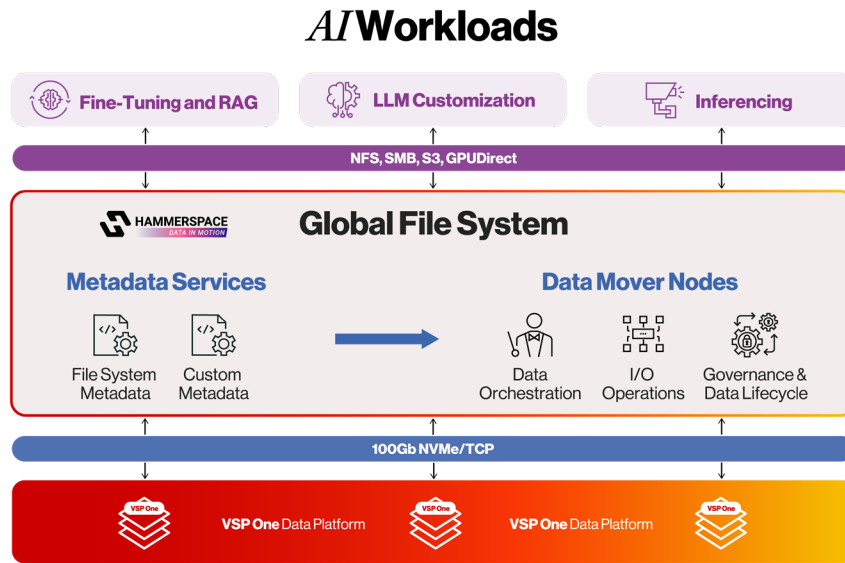 AI Workloads
Fine-Tuning and RAG
LLM Customization
Inferencing
NFS, SMB, S3, GPUDirect
HAMMERSPACE
DATA IN MOTION
Global File System
Metadata Services
Data Mover Nodes
</>
</>
File System
Metadata
Custom
Metadata
Data
Orchestration
I/O
Operations
Governance &
Data Lifecycle
100Gb NVMe/TCP
VSP One
VSP One Data Platform
VSP One
VSP One Data Platform
VSP One